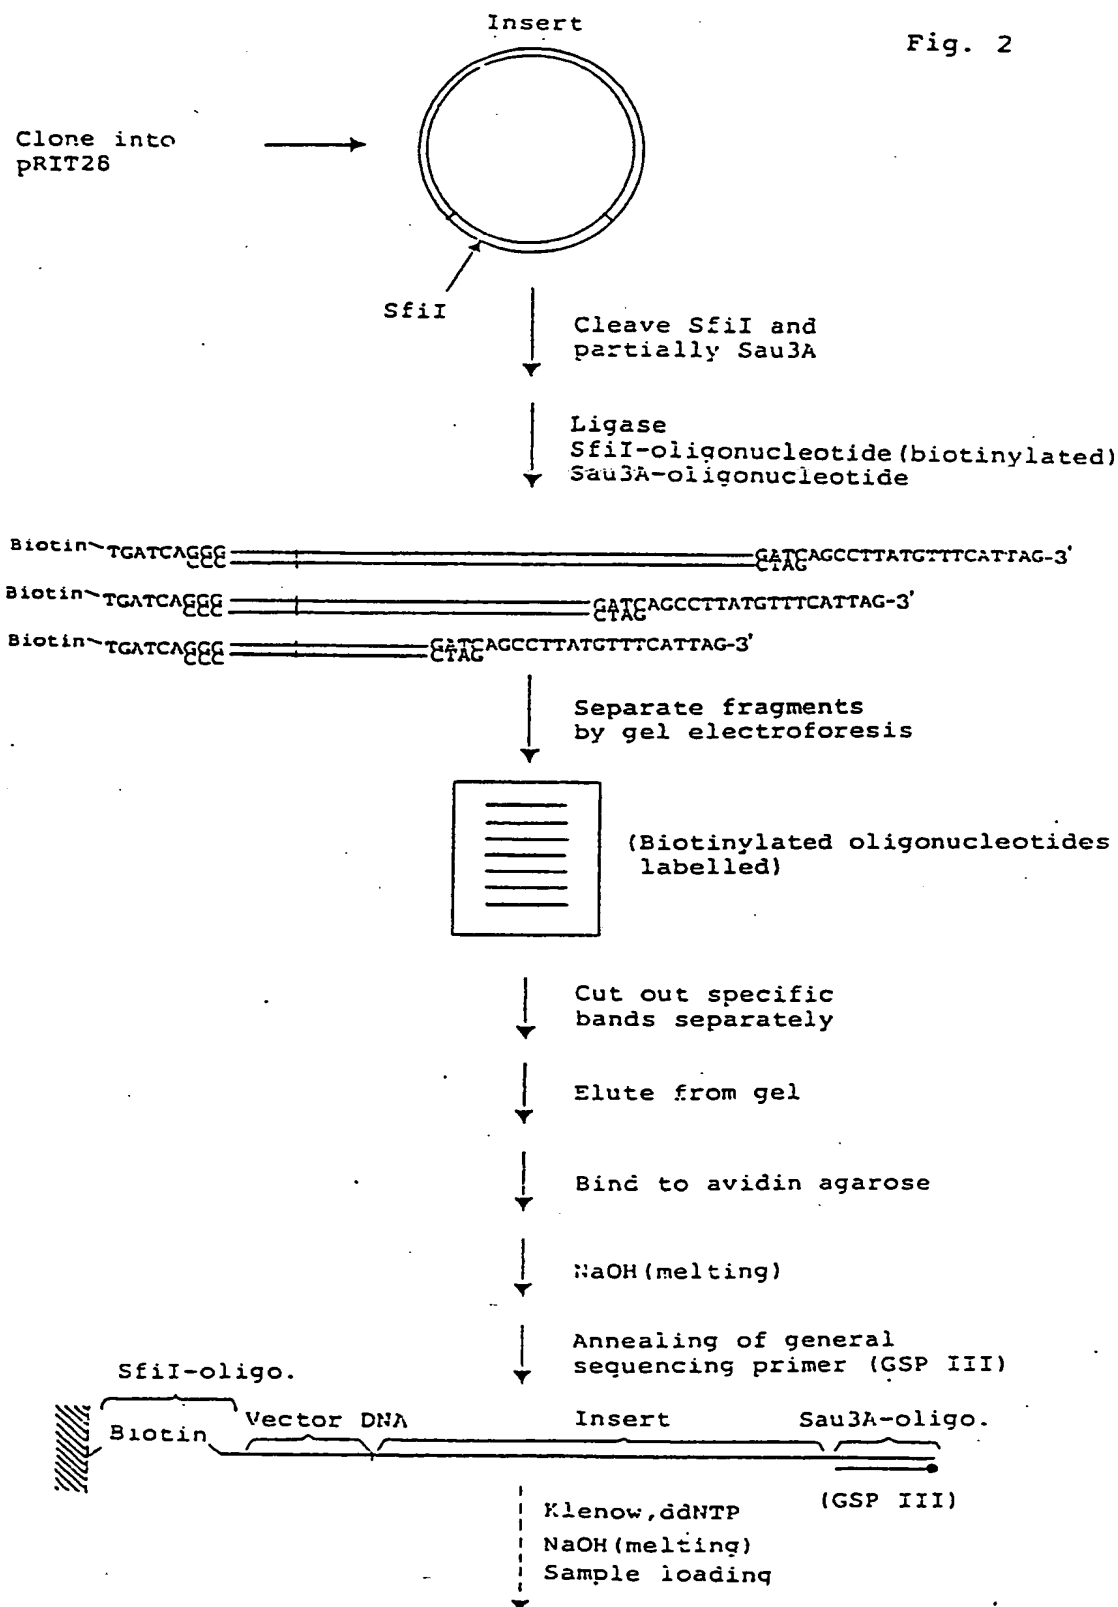 Insert
Fig. 2
Clone into
pRIT28
SfiI
Cleave SfiI and
partially Sau3A
Ligase
SfiI-oligonucleotide (biotinylated)
Sau3A-oligonucleotide
Biotin TGATCAGGG GATCAGCCTTATGTTTCATTAG-3'
CCC CTAG
Biotin TGATCAGGG GATCAGCCTTATGTTTCATTAG-3'
CCC CTAG
Biotin TGATCAGGG GATCAGCCTTATGTTTCATTAG-3'
CCC CTAG
Separate fragments
by gel electroforesis
(Biotinylated oligonucleotides
labelled)
Cut out specific
bands separately
Elute from gel
Bind to avidin agarose
NaOH (melting)
Annealing of general
sequencing primer (GSP III)
SfiI-oligo.
Biotin Vector DNA Insert Sau3A-oligo.
(GSP III)
Klenow, ddNTP
NaOH (melting)
Sample loading